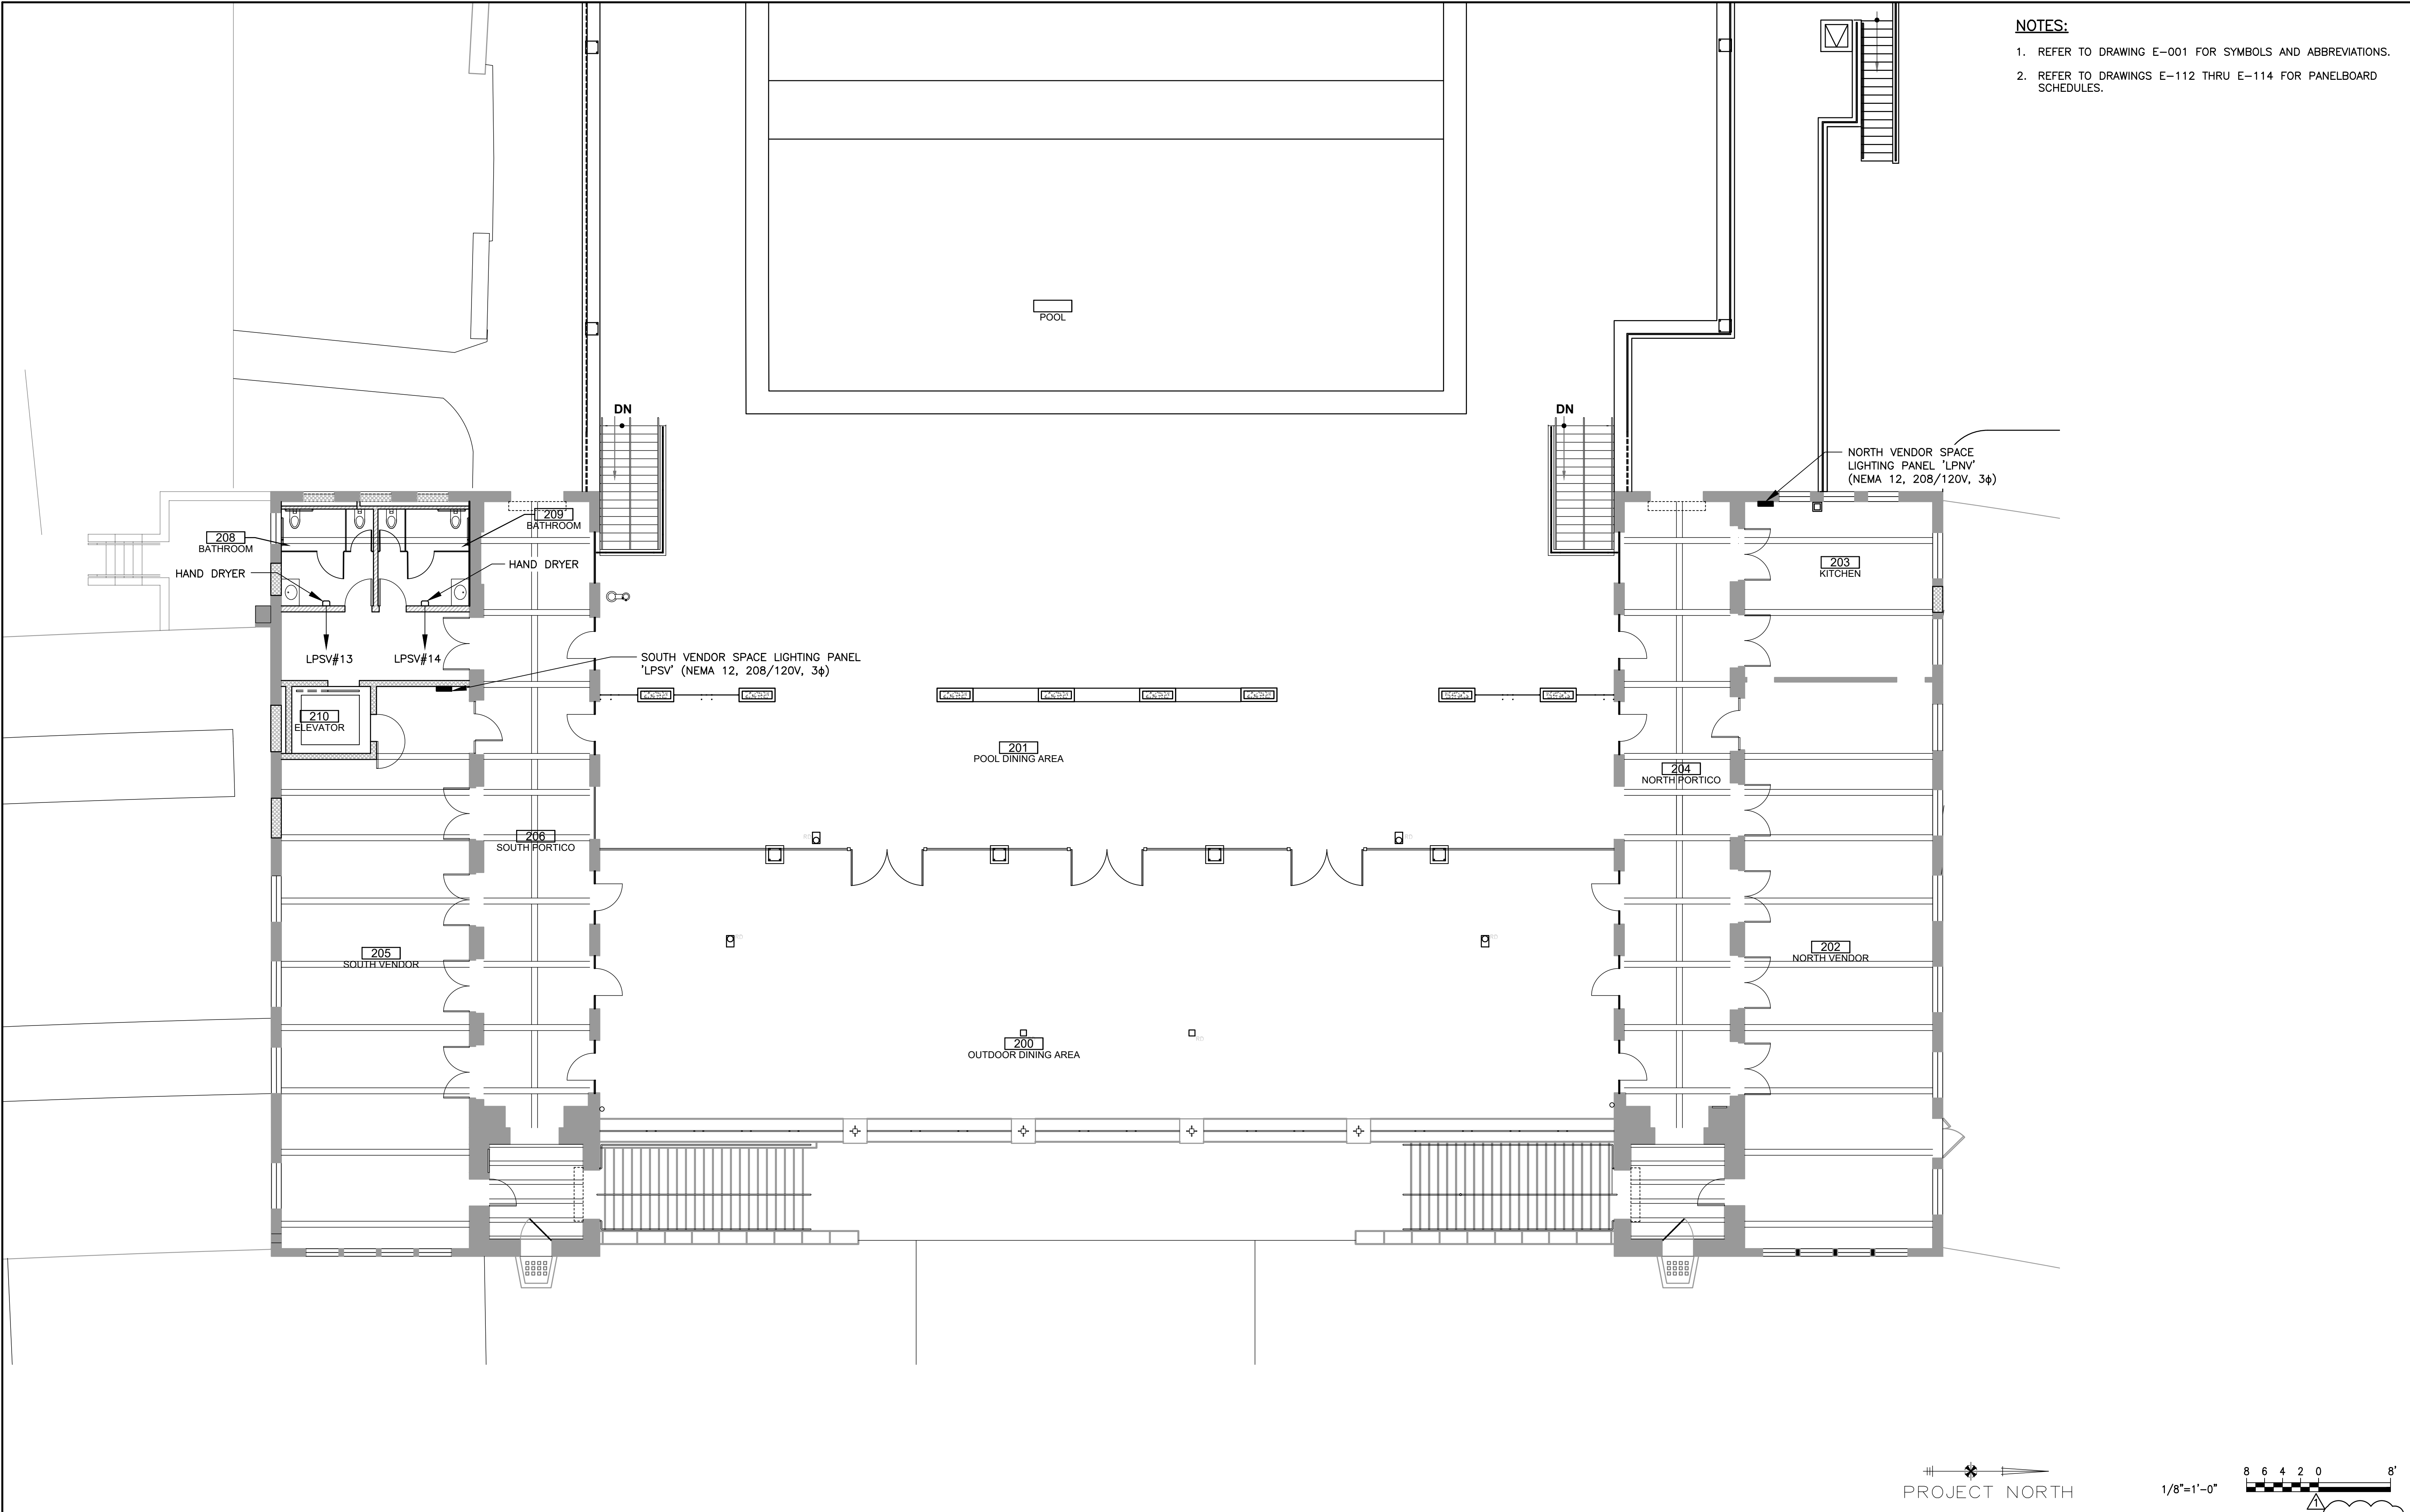 NOTES:
1. REFER TO DRAWING E-001 FOR SYMBOLS AND ABBREVIATIONS.
2. REFER TO DRAWINGS E-112 THRU E-114 FOR PANELBOARD
SCHEDULES.
POOL
DN
DN
NORTH VENDOR SPACE
LIGHTING PANEL 'LPNV'
(NEMA 12, 208/120V, 3ϕ)
209
BATHROOM
208
BATHROOM
HAND DRYER
HAND DRYER
203
KITCHEN
LPSV#13
LPSV#14
SOUTH VENDOR SPACE LIGHTING PANEL
'LPSV' (NEMA 12, 208/120V, 3ϕ)
210
ELEVATOR
201
POOL DINING AREA
204
NORTH PORTICO
206
SOUTH PORTICO
205
SOUTH VENDOR
202
NORTH VENDOR
200
OUTDOOR DINING AREA
PROJECT NORTH
1/8"=1'-0"
8 6 4 2 0 8'
1